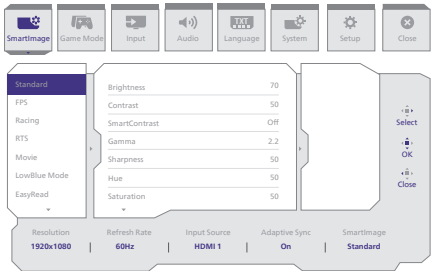 SmartImage
Game Mode
Input
Audio
TXT
Language
System
Setup
Close
Standard
FPS
Racing
RTS
Movie
LowBlue Mode
EasyRead
Brightness 70
Contrast 50
SmartContrast Off
Gamma 2.2
Sharpness 50
Hue 50
Saturation 50
Select
OK
Close
Resolution Refresh Rate Input Source Adaptive Sync SmartImage
1920x1080 | 60Hz | HDMI 1 | On | Standard